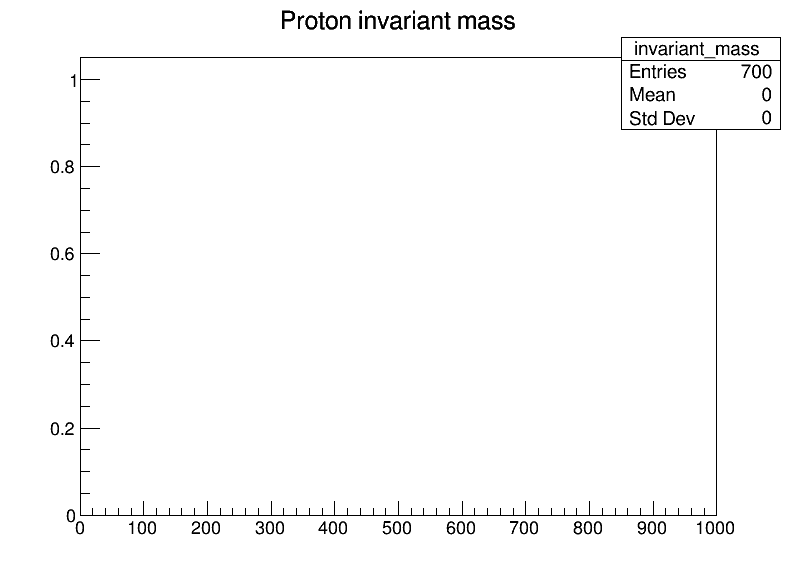 Proton invariant mass
invariant_mass
Entries 700
Mean 0
Std Dev 0
1
0.8
0.6
0.4
0.2
0
0 100 200 300 400 500 600 700 800 900 1000